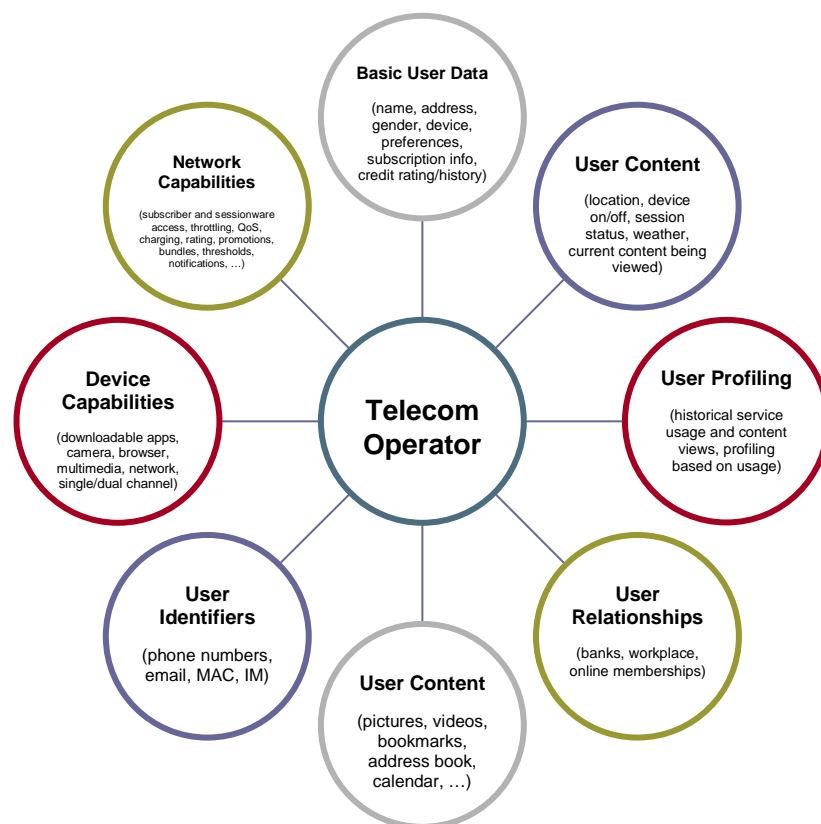 Basic User Data
(name, address,
gender, device,
preferences,
subscription info,
credit rating/history)
User Content
(location, device
on/off, session
status, weather,
current content being
viewed)
User Profiling
(historical service
usage and content
views, profiling
based on usage)
User
Relationships
(banks, workplace,
online memberships)
User Content
(pictures, videos,
bookmarks,
address book,
calendar, …)
User
Identifiers
(phone numbers,
email, MAC, IM)
Device
Capabilities
(downloadable apps,
camera, browser,
multimedia, network,
single/dual channel)
Network
Capabilities
(subscriber and sessionware
access, throttling, QoS,
charging, rating, promotions,
bundles, thresholds,
notifications, …)
Telecom
Operator